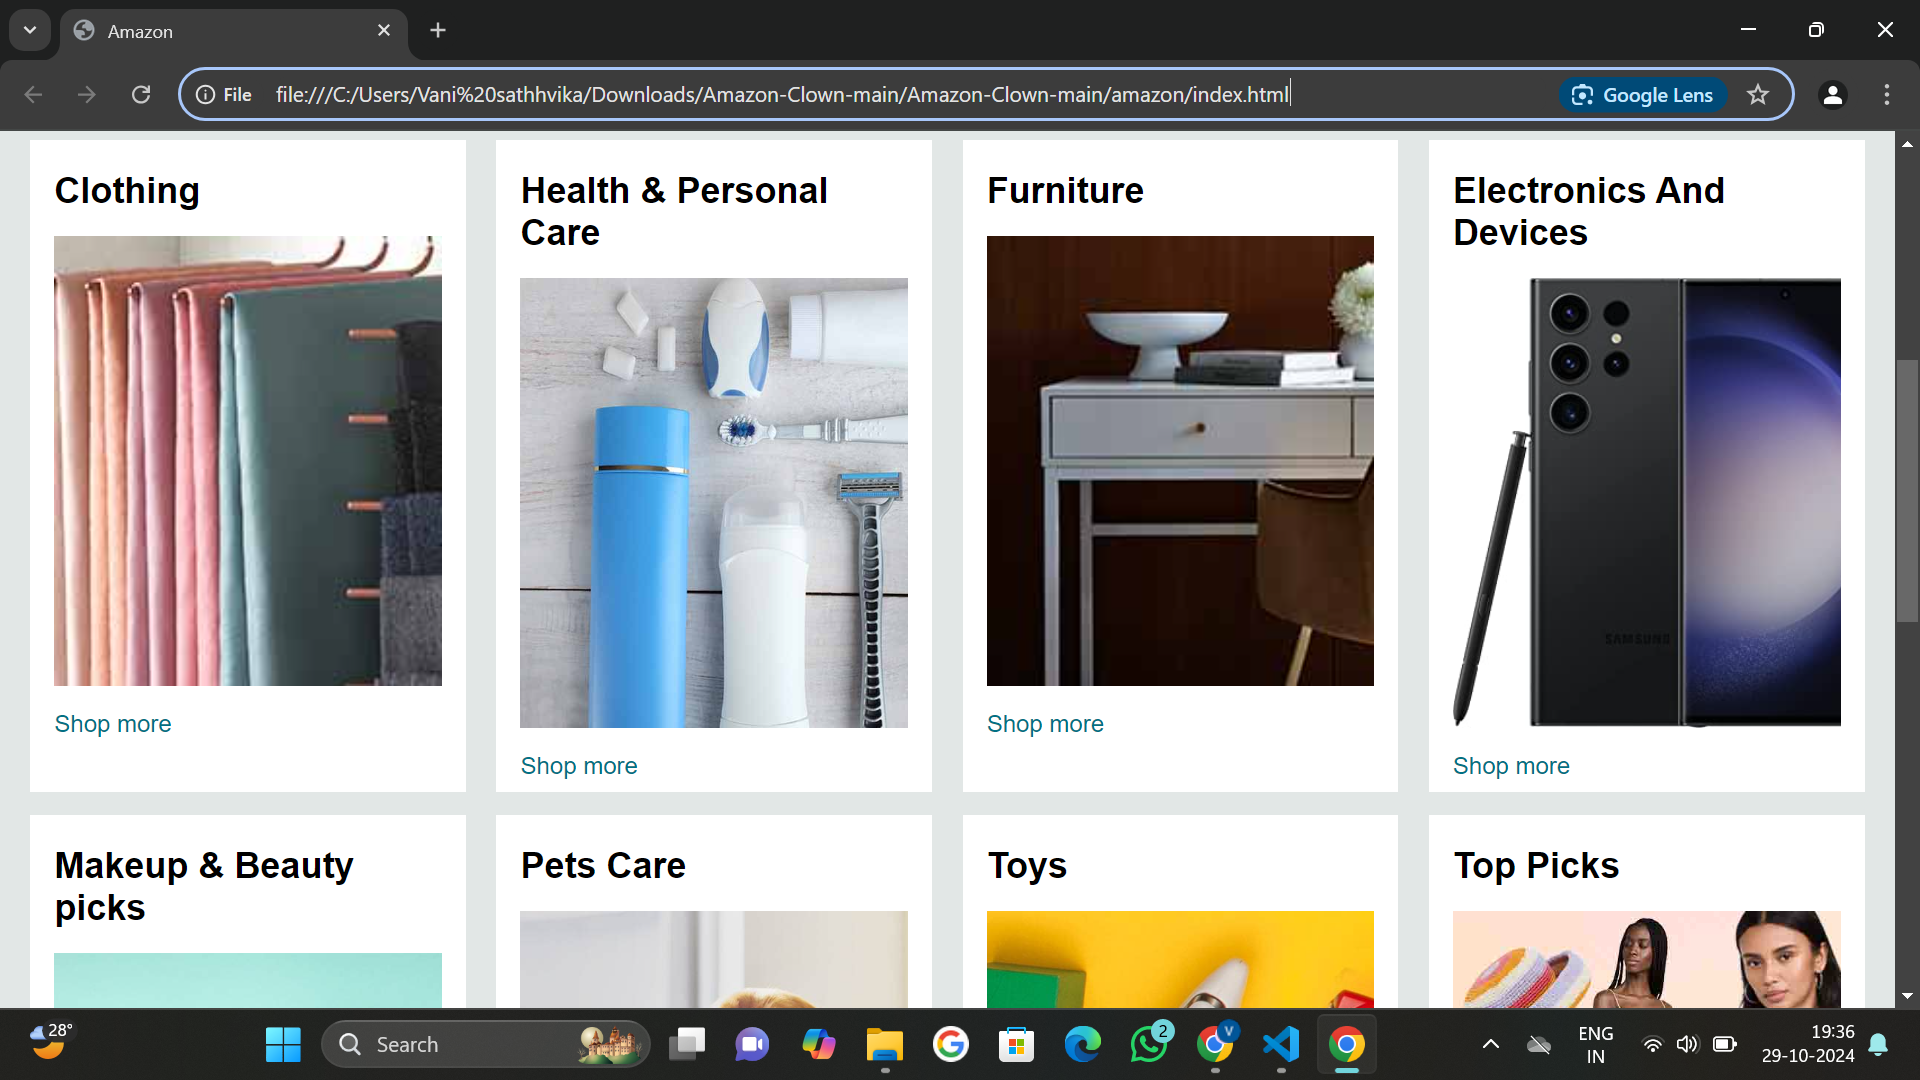 Amazon
File
file:///C:/Users/Vani%20sathhvika/Downloads/Amazon-Clown-main/Amazon-Clown-main/amazon/index.html
Google Lens
Clothing
Shop more
Health & Personal
Care
Shop more
Furniture
Shop more
Electronics And
Devices
SAMSUNG
Shop more
Makeup & Beauty
picks
Pets Care
Toys
Top Picks
28°
Search
2
V
ENG
IN
19:36
29-10-2024